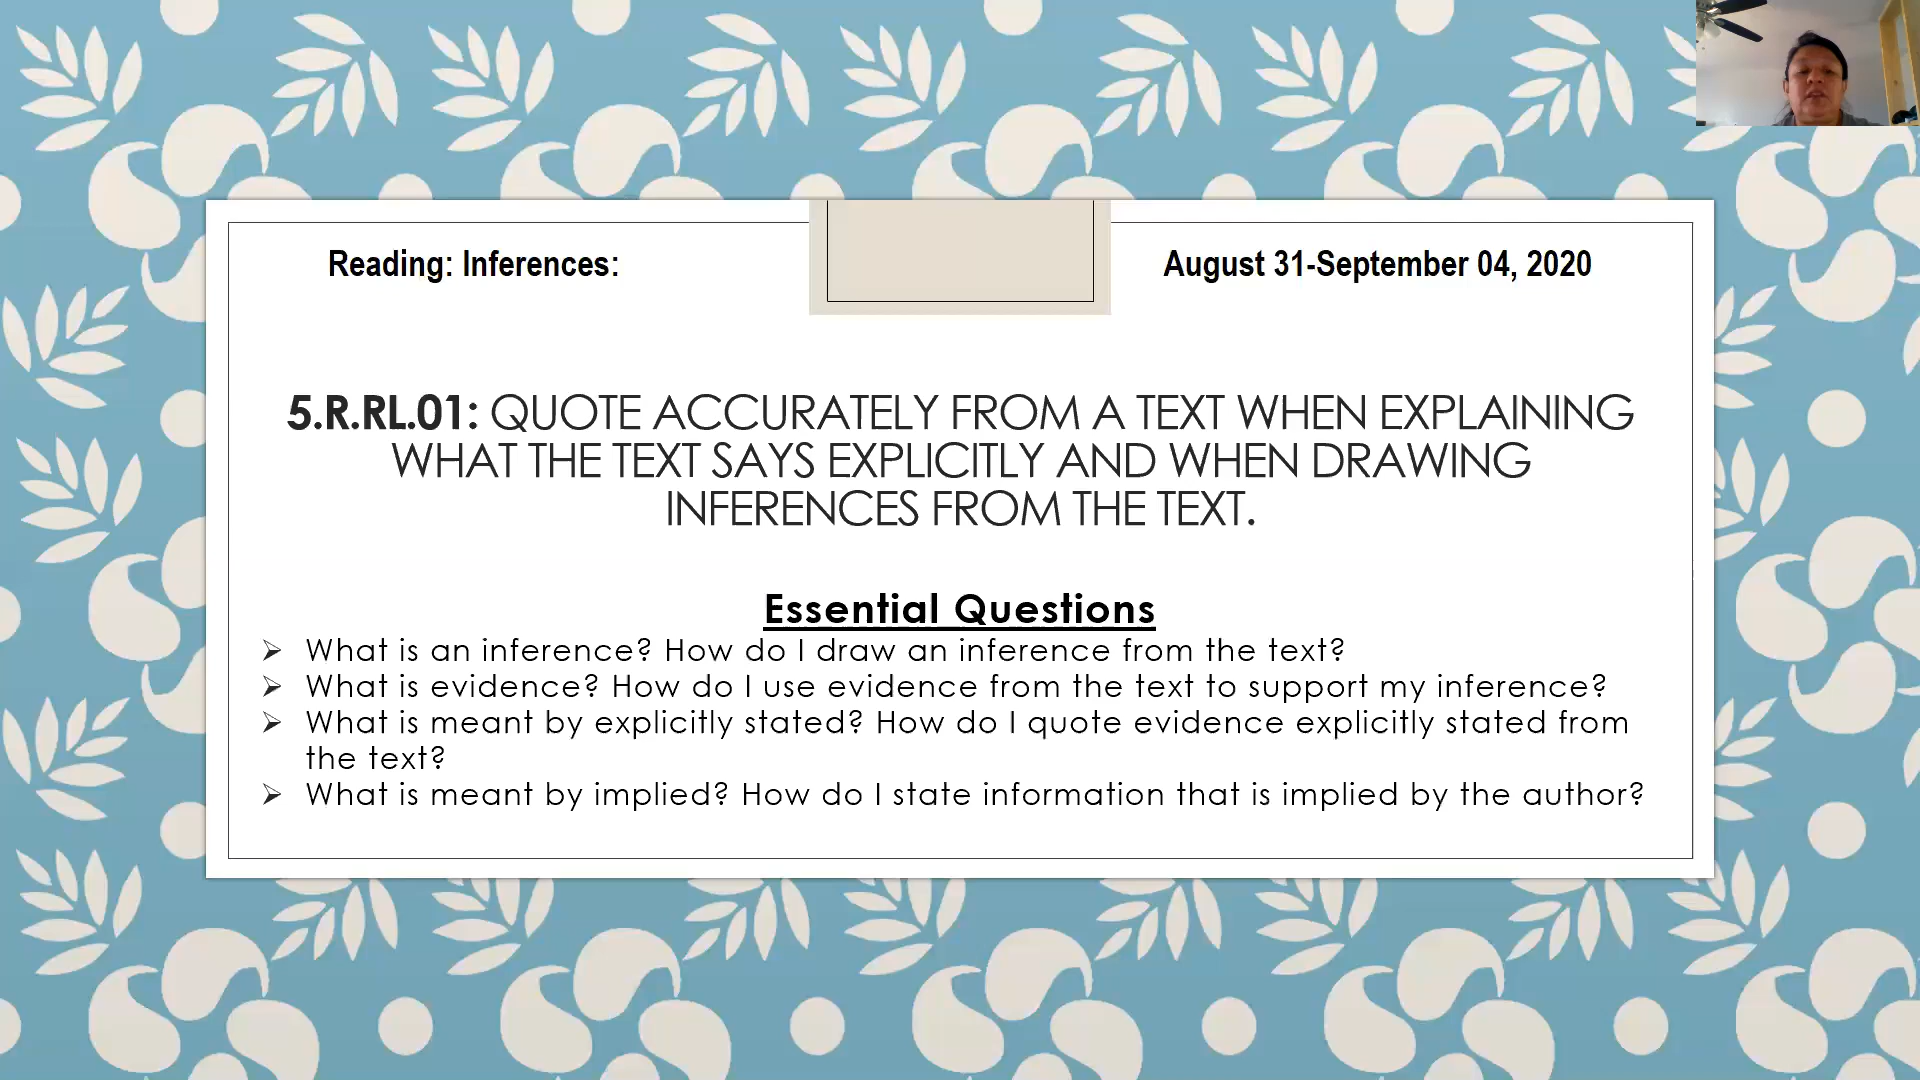 Reading: Inferences:
August 31-September 04, 2020
5.R.RL.01: QUOTE ACCURATELY FROM A TEXT WHEN EXPLAINING
WHAT THE TEXT SAYS EXPLICITLY AND WHEN DRAWING
INFERENCES FROM THE TEXT.
Essential Questions
➢ What is an inference? How do I draw an inference from the text?
➢ What is evidence? How do I use evidence from the text to support my inference?
➢ What is meant by explicitly stated? How do I quote evidence explicitly stated from
the text?
➢ What is meant by implied? How do I state information that is implied by the author?